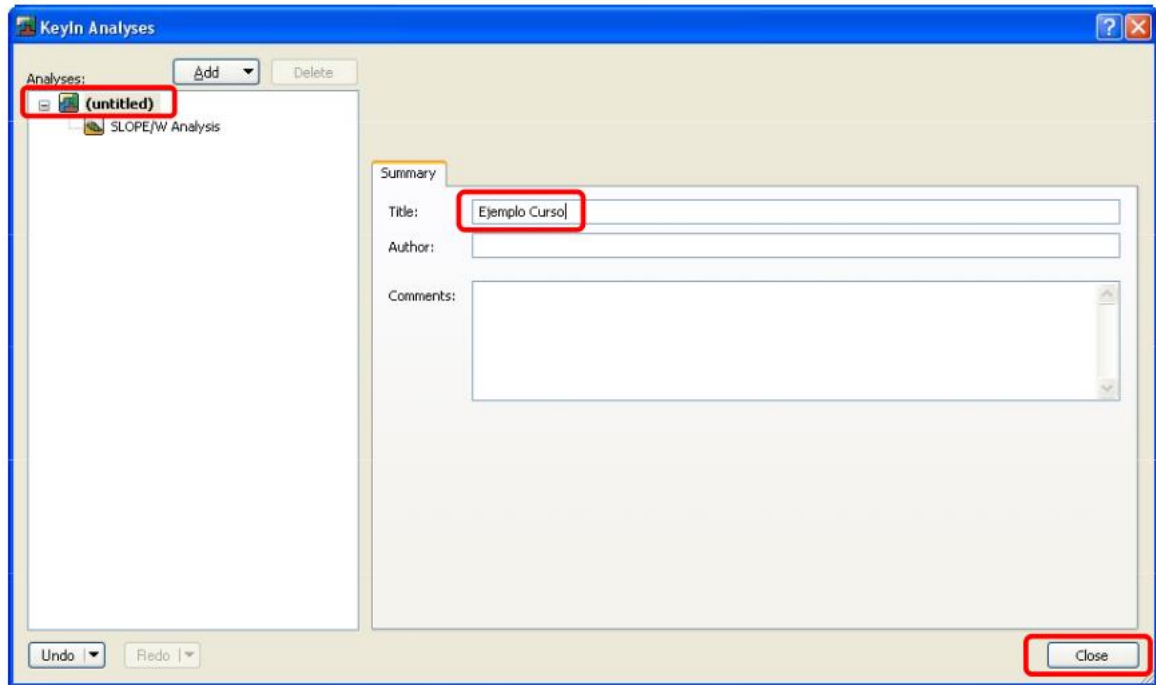 KeyIn Analyses
Analyses:
Add
Delete
(untitled)
SLOPE/W Analysis
Summary
Title:
Ejemplo Curso
Author:
Comments:
Undo
Redo
Close